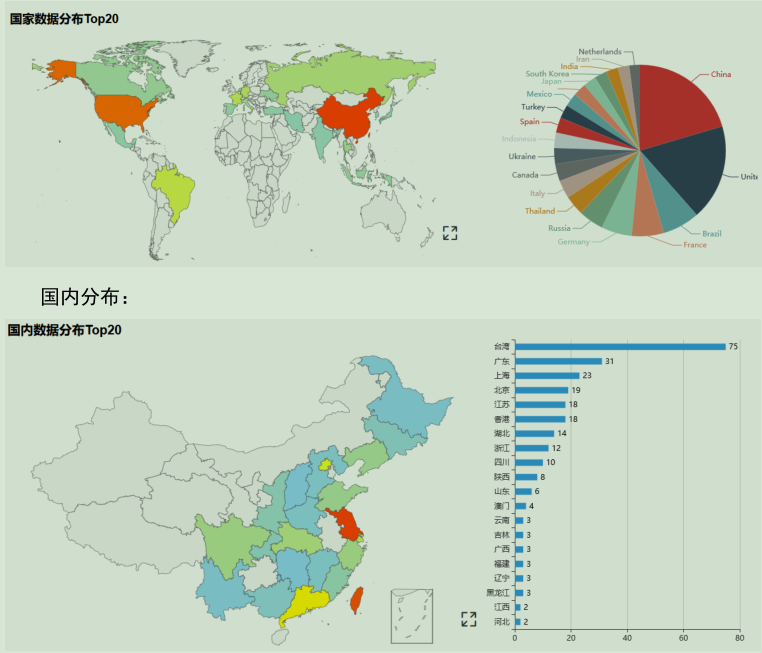 国家数据分布Top20
Netherlands
Iran
India
South Korea
Japan
Mexico
Turkey
Spain
Indonesia
Ukraine
Canada
Italy
Thailand
Russia
Germany
China
Unite
Brazil
France
国内分布：
国内数据分布Top20
台湾 75
广东 31
上海 23
北京 19
江苏 18
香港 18
湖北 14
浙江 12
四川 10
陕西 8
山东 6
澳门 4
云南 3
吉林 3
广西 3
福建 3
辽宁 3
黑龙江 3
江西 2
河北 2
0 20 40 60 80